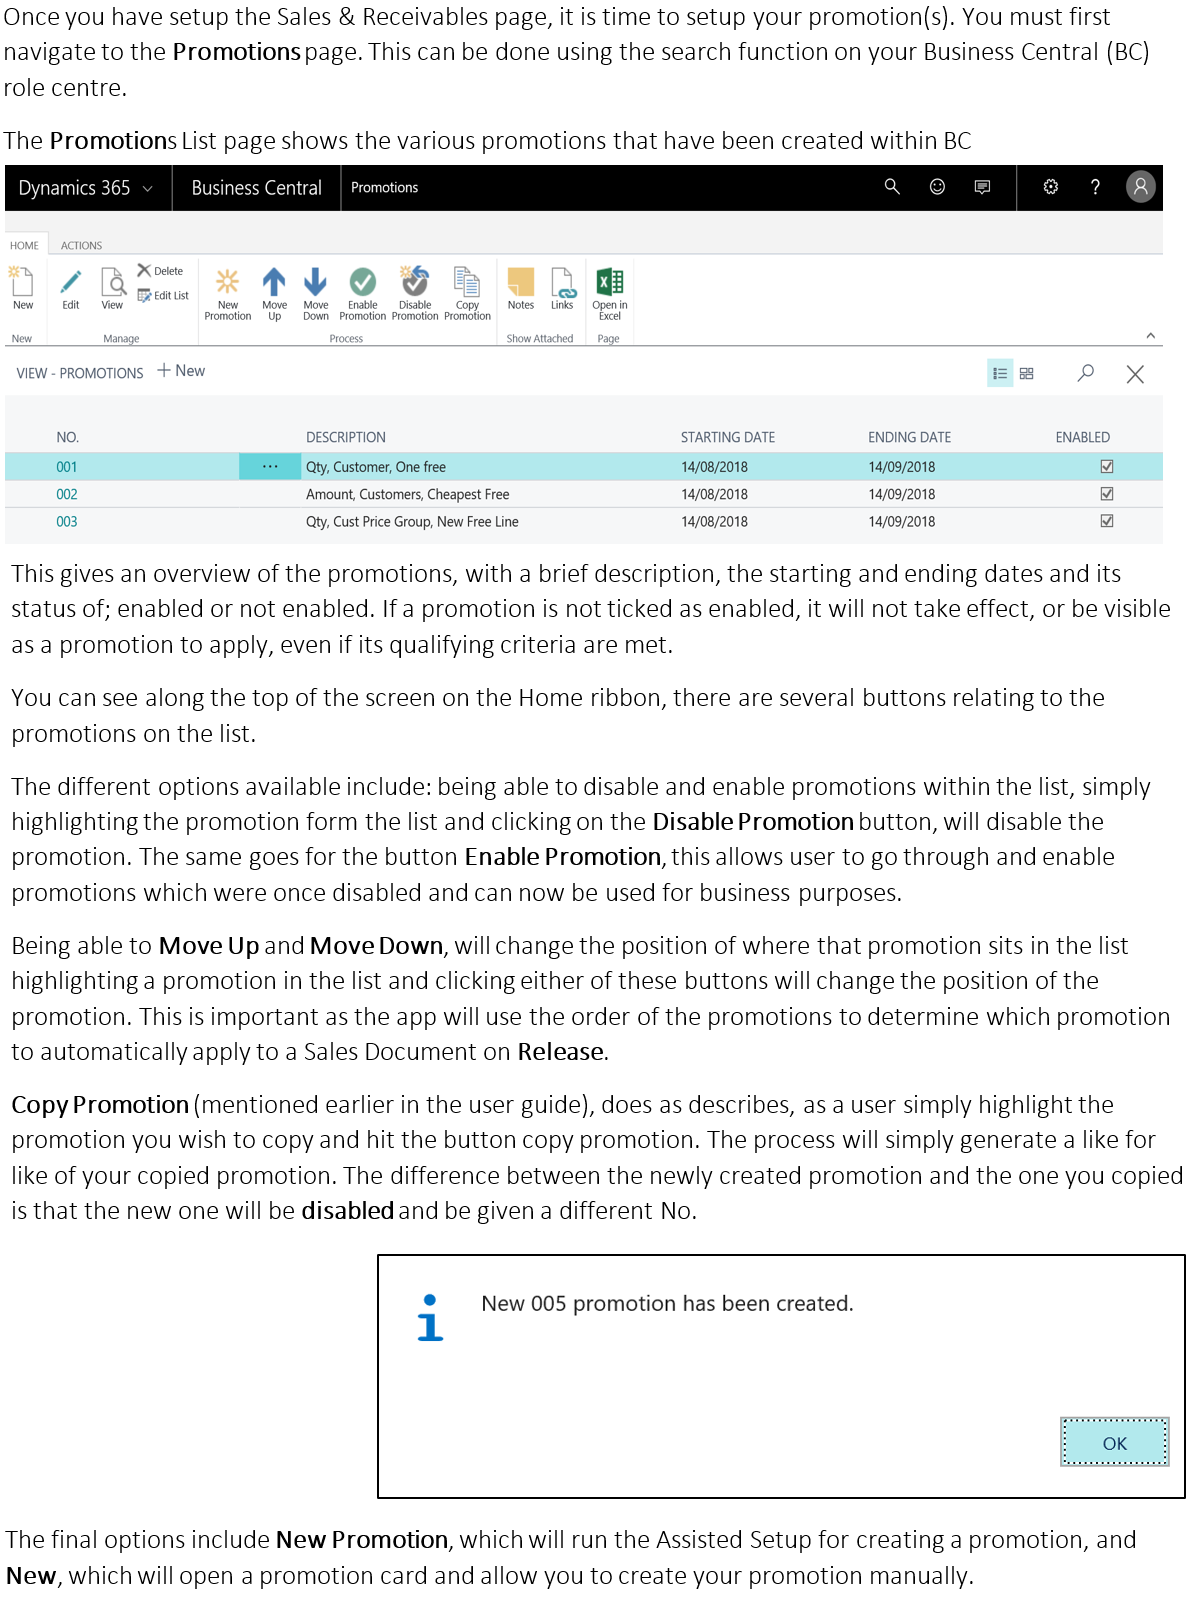 Once you have setup the Sales & Receivables page, it is time to setup your promotion(s). You must first
navigate to the Promotions page. This can be done using the search function on your Business Central (BC)
role centre.
The Promotions List page shows the various promotions that have been created within BC
Dynamics 365 Business Central Promotions ?
HOME ACTIONS
New Edit View Delete Edit List New Promotion Move Up Move Down Enable Promotion Disable Promotion Copy Promotion Notes Links Open in Excel
New Manage Process Show Attached Page
VIEW - PROMOTIONS + New
NO. DESCRIPTION STARTING DATE ENDING DATE ENABLED
001 ... Qty, Customer, One free 14/08/2018 14/09/2018
002 Amount, Customers, Cheapest Free 14/08/2018 14/09/2018
003 Qty, Cust Price Group, New Free Line 14/08/2018 14/09/2018
This gives an overview of the promotions, with a brief description, the starting and ending dates and its
status of; enabled or not enabled. If a promotion is not ticked as enabled, it will not take effect, or be visible
as a promotion to apply, even if its qualifying criteria are met.
You can see along the top of the screen on the Home ribbon, there are several buttons relating to the
promotions on the list.
The different options available include: being able to disable and enable promotions within the list, simply
highlighting the promotion form the list and clicking on the Disable Promotion button, will disable the
promotion. The same goes for the button Enable Promotion, this allows user to go through and enable
promotions which were once disabled and can now be used for business purposes.
Being able to Move Up and Move Down, will change the position of where that promotion sits in the list
highlighting a promotion in the list and clicking either of these buttons will change the position of the
promotion. This is important as the app will use the order of the promotions to determine which promotion
to automatically apply to a Sales Document on Release.
Copy Promotion (mentioned earlier in the user guide), does as describes, as a user simply highlight the
promotion you wish to copy and hit the button copy promotion. The process will simply generate a like for
like of your copied promotion. The difference between the newly created promotion and the one you copied
is that the new one will be disabled and be given a different No.
New 005 promotion has been created.
OK
The final options include New Promotion, which will run the Assisted Setup for creating a promotion, and
New, which will open a promotion card and allow you to create your promotion manually.